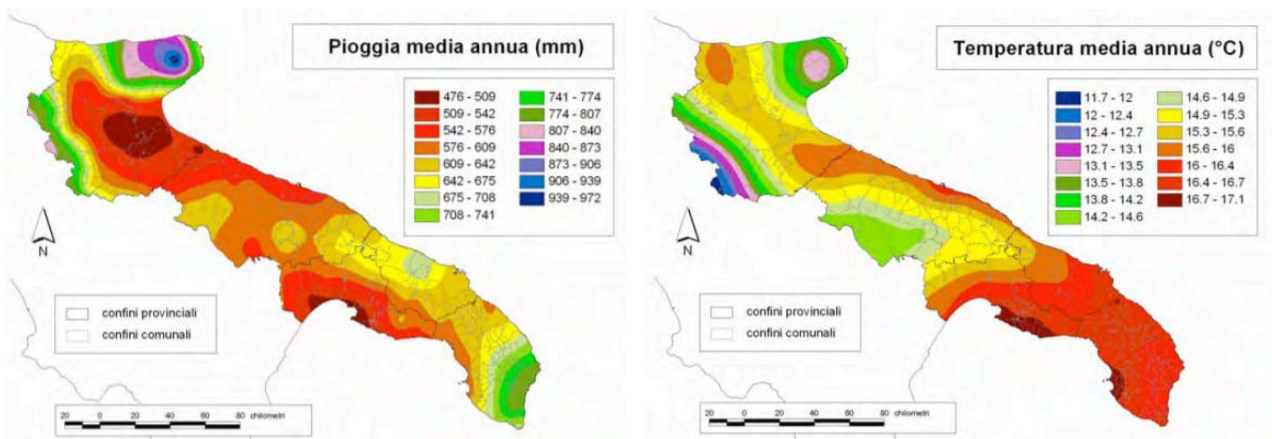 Pioggia media annua (mm)
476 - 509
509 - 542
542 - 576
576 - 609
609 - 642
642 - 675
675 - 708
708 - 741
741 - 774
774 - 807
807 - 840
840 - 873
873 - 906
906 - 939
939 - 972
N
confini provinciali
confini comunali
20 0 20 40 60 80 chilometri
Temperatura media annua (°C)
11.7 - 12
12 - 12.4
12.4 - 12.7
12.7 - 13.1
13.1 - 13.5
13.5 - 13.8
13.8 - 14.2
14.2 - 14.6
14.6 - 14.9
14.9 - 15.3
15.3 - 15.6
15.6 - 16
16 - 16.4
16.4 - 16.7
16.7 - 17.1
N
confini provinciali
confini comunali
20 0 20 40 60 80 chilometri